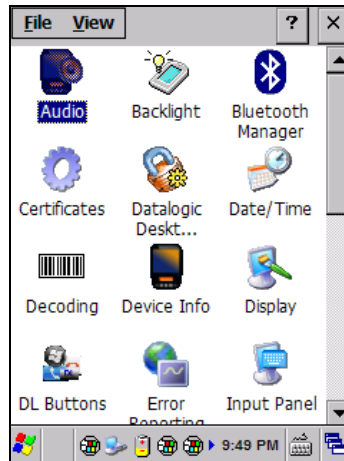 File View ? ×
Audio Backlight Bluetooth
Manager
Certificates Datalogic Date/Time
Deskt...
Decoding Device Info Display
DL Buttons Error Input Panel
Reporting
9:49 PM